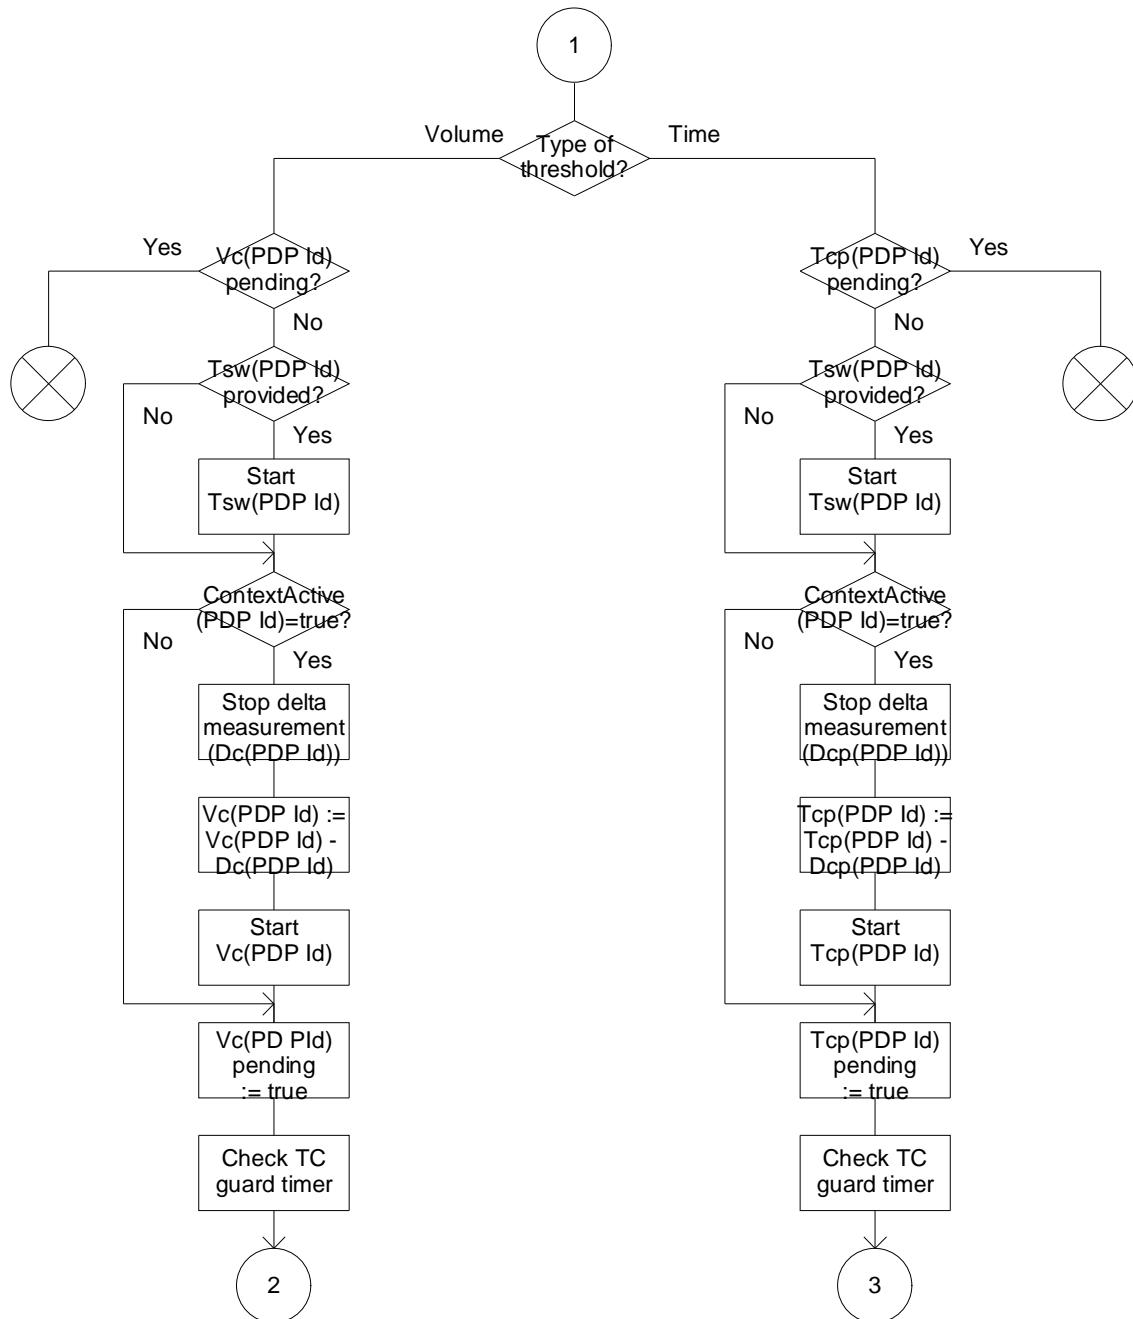 1
Volume
Type of
threshold?
Time
Yes
Vc(PDP Id)
pending?
No
Tsw(PDP Id)
provided?
No
Yes
Start
Tsw(PDP Id)
ContextActive
(PDP Id)=true?
No
Yes
Stop delta
measurement
(Dc(PDP Id))
Vc(PDP Id) :=
Vc(PDP Id) -
Dc(PDP Id)
Start
Vc(PDP Id)
Vc(PD PId)
pending
:= true
Check TC
guard timer
2
Tcp(PDP Id)
pending?
Yes
No
Tsw(PDP Id)
provided?
No
Yes
Start
Tsw(PDP Id)
ContextActive
(PDP Id)=true?
No
Yes
Stop delta
measurement
(Dcp(PDP Id))
Tcp(PDP Id) :=
Tcp(PDP Id) -
Dcp(PDP Id)
Start
Tcp(PDP Id)
Tcp(PDP Id)
pending
:= true
Check TC
guard timer
3